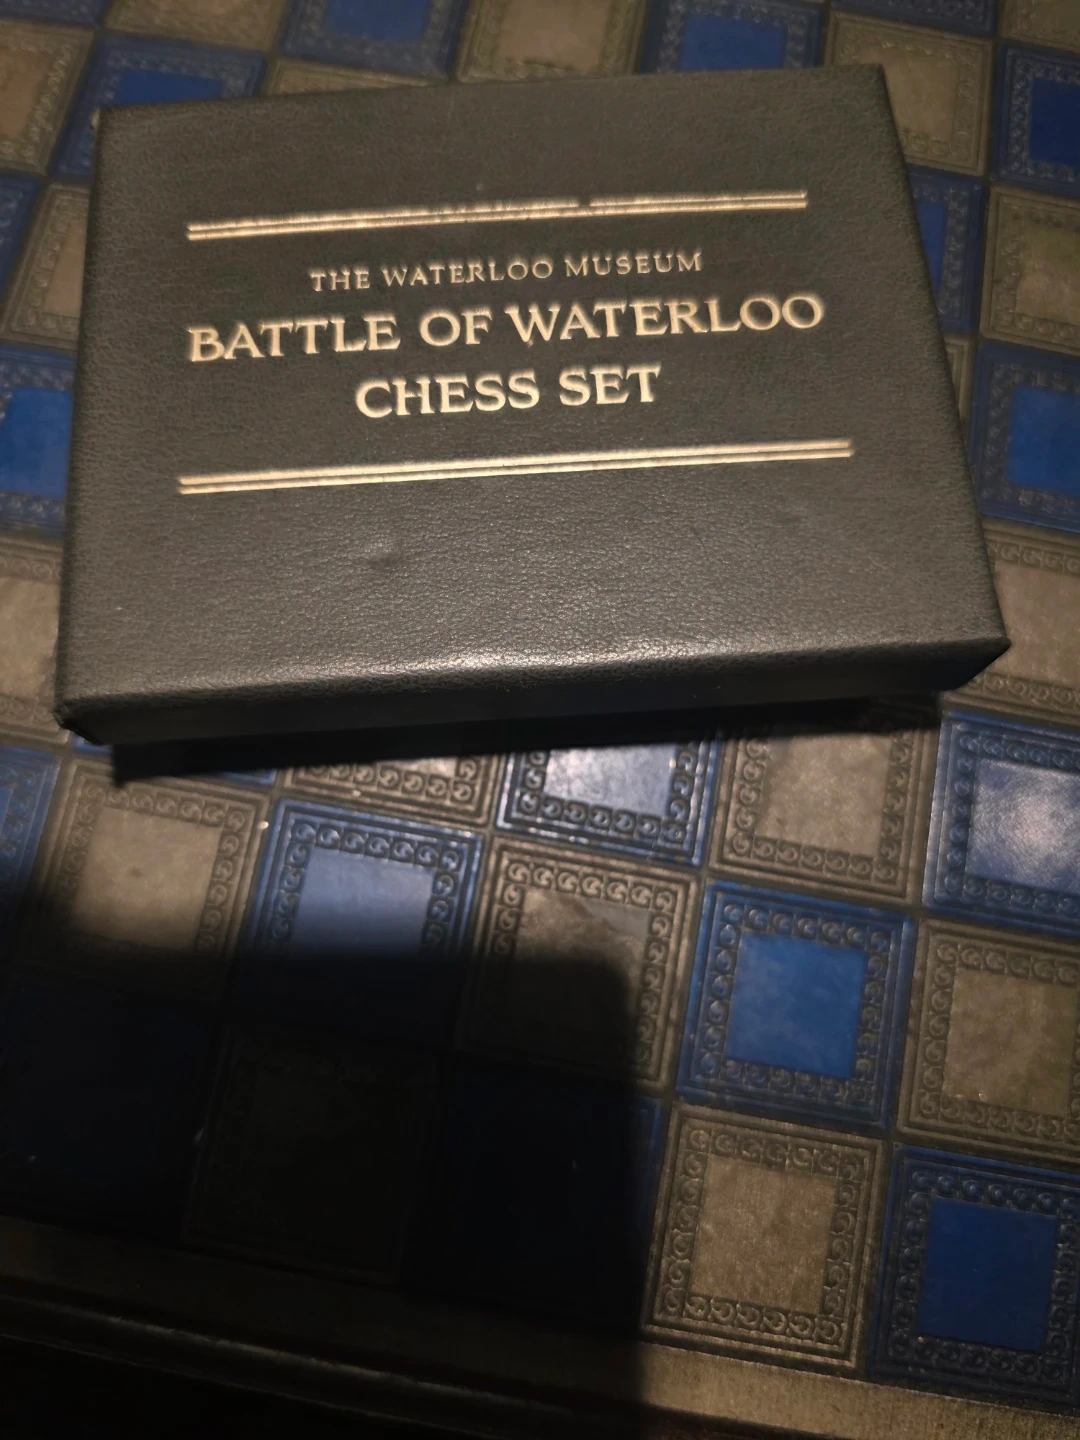 THE WATERLOO MUSEUM
BATTLE OF WATERLOO
CHESS SET